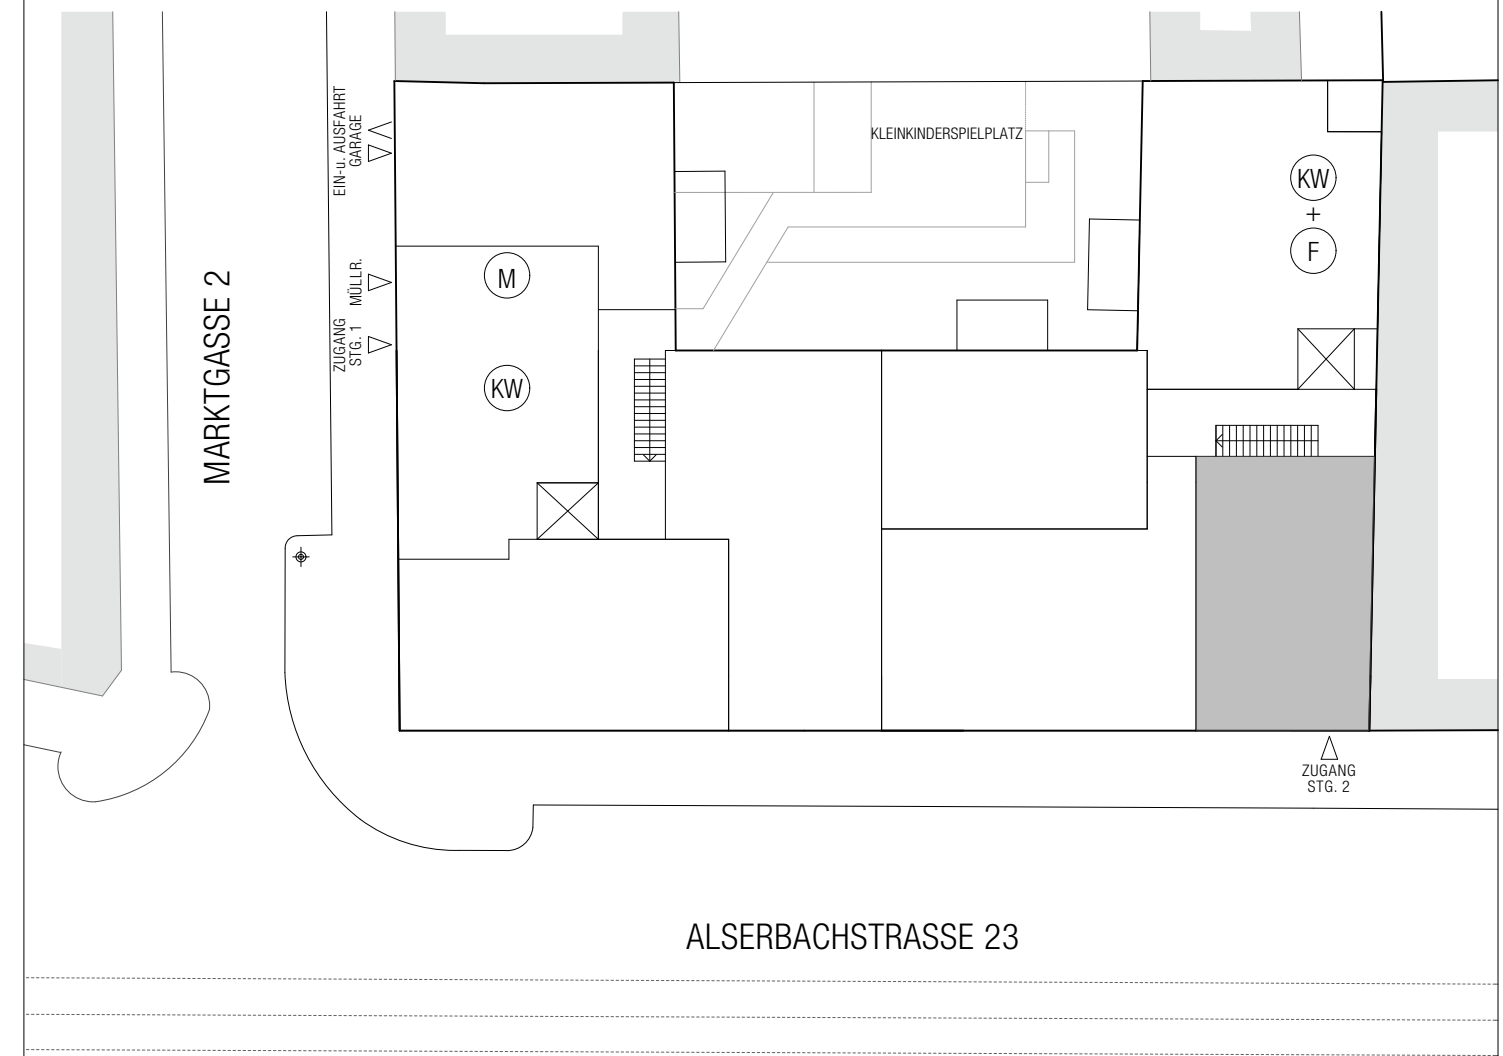 EIN-u. AUSFAHRT
GARAGE
KLEINKINDERSPIELPLATZ
KW
+
F
MÜLLR.
M
ZUGANG
STG. 1
KW
MARKTGASSE 2
ZUGANG
STG. 2
ALSERBACHSTRASSE 23